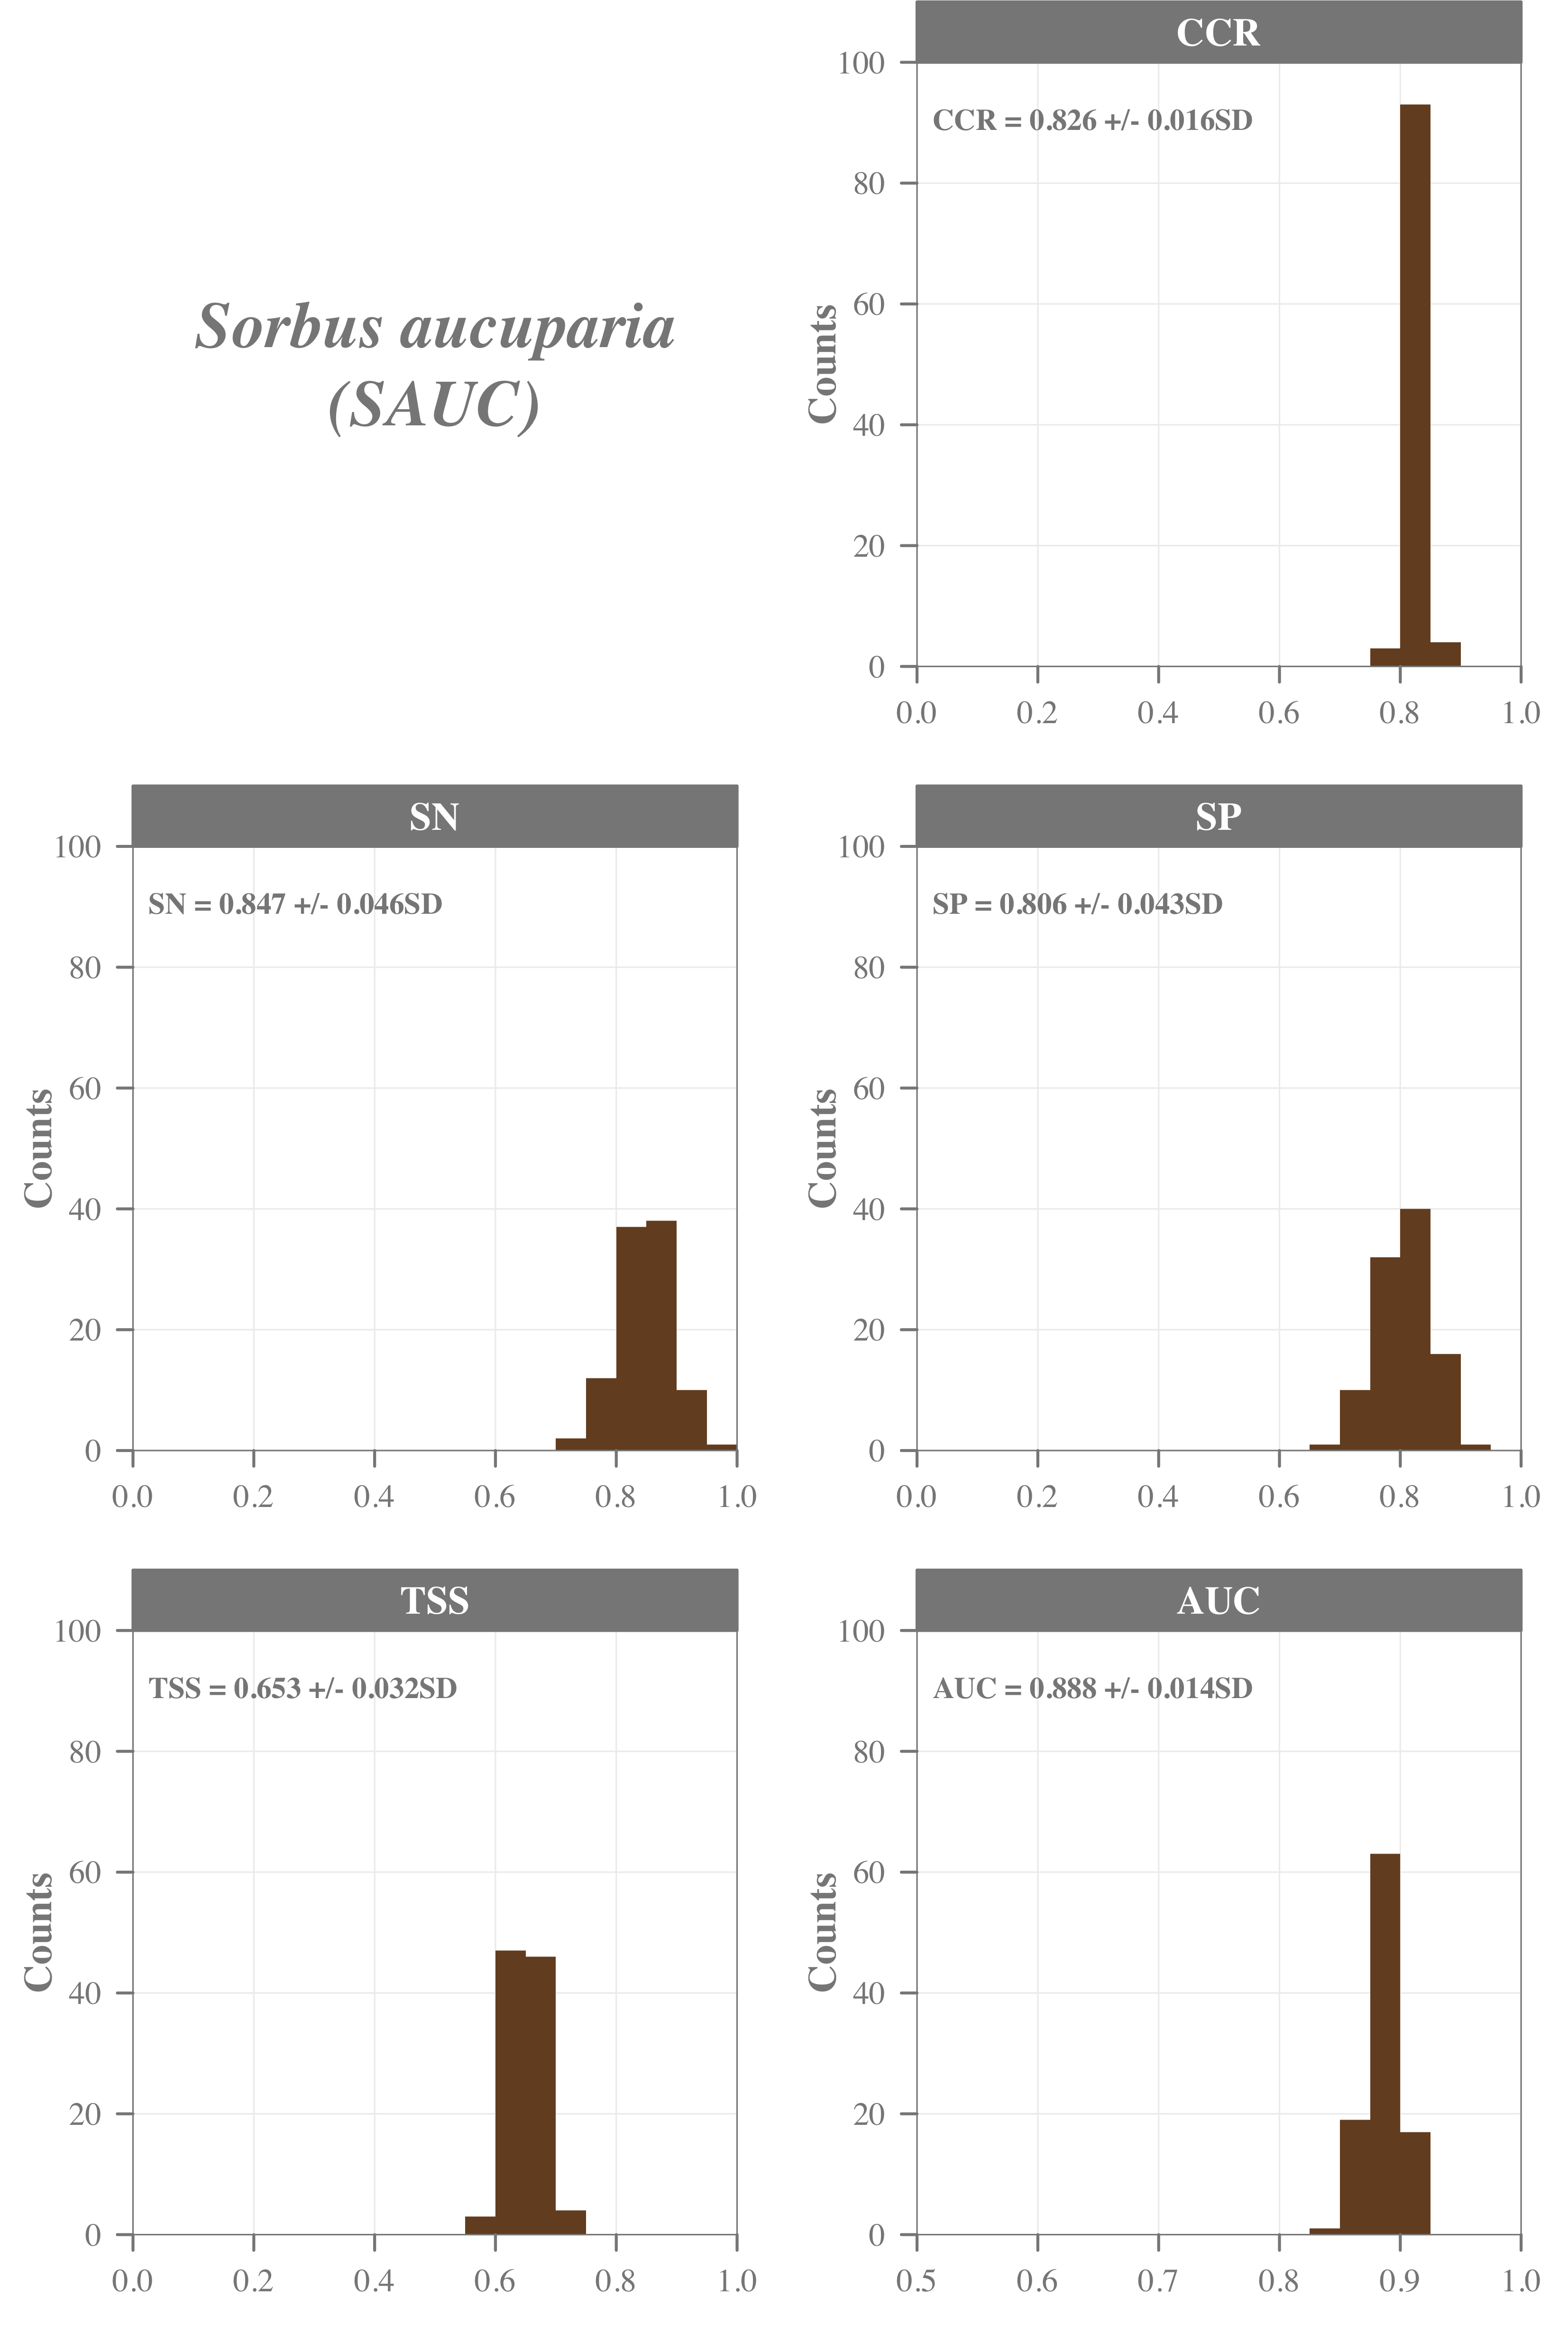 Sorbus aucuparia
(SAUC)
CCR
CCR = 0.826 +/- 0.016SD
Counts
100
80
60
40
20
0
0.0 0.2 0.4 0.6 0.8 1.0
SN
SN = 0.847 +/- 0.046SD
Counts
100
80
60
40
20
0
0.0 0.2 0.4 0.6 0.8 1.0
SP
SP = 0.806 +/- 0.043SD
Counts
100
80
60
40
20
0
0.0 0.2 0.4 0.6 0.8 1.0
TSS
TSS = 0.653 +/- 0.032SD
Counts
100
80
60
40
20
0
0.0 0.2 0.4 0.6 0.8 1.0
AUC
AUC = 0.888 +/- 0.014SD
Counts
100
80
60
40
20
0
0.5 0.6 0.7 0.8 0.9 1.0